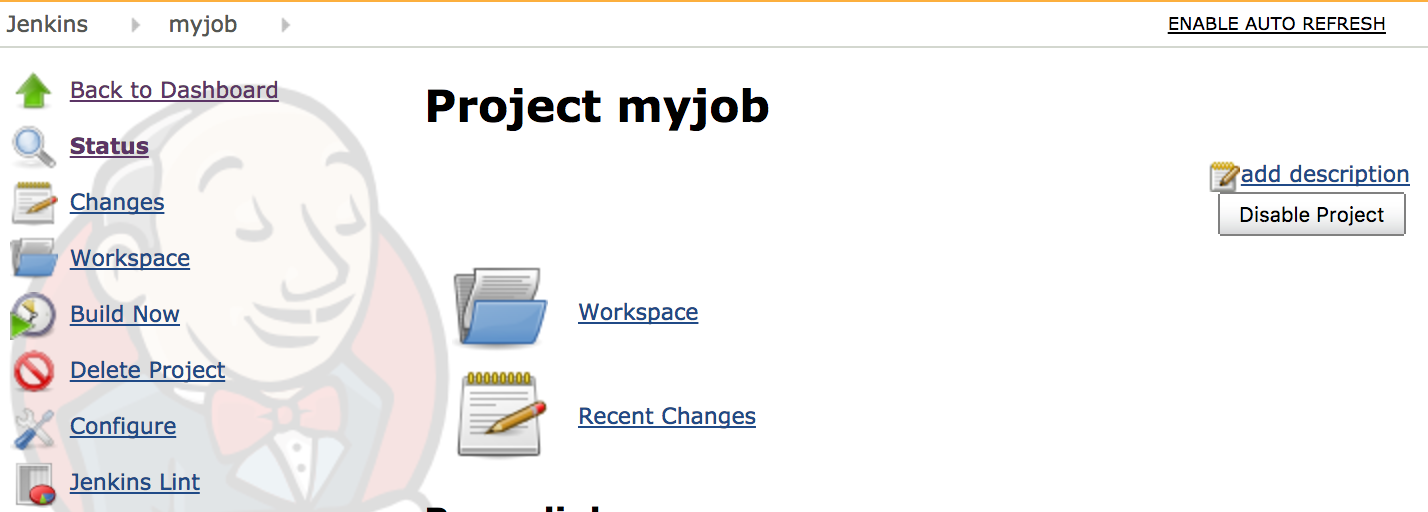 Jenkins myjob ENABLE AUTO REFRESH
Back to Dashboard
Status
Changes
Workspace
Build Now
Delete Project
Configure
Jenkins Lint
Project myjob
add description
Disable Project
Workspace
Recent Changes